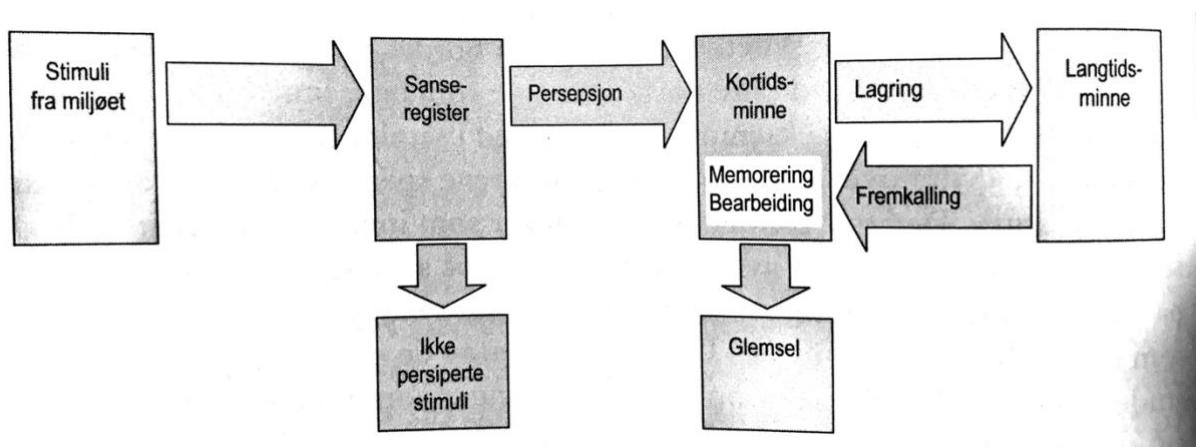 Stimuli
fra miljøet
Sanse-
register
Persepsjon
Kortids-
minne
Memorering
Bearbeiding
Lagring
Fremkalling
Langtids-
minne
Ikke
persiperte
stimuli
Glemsel